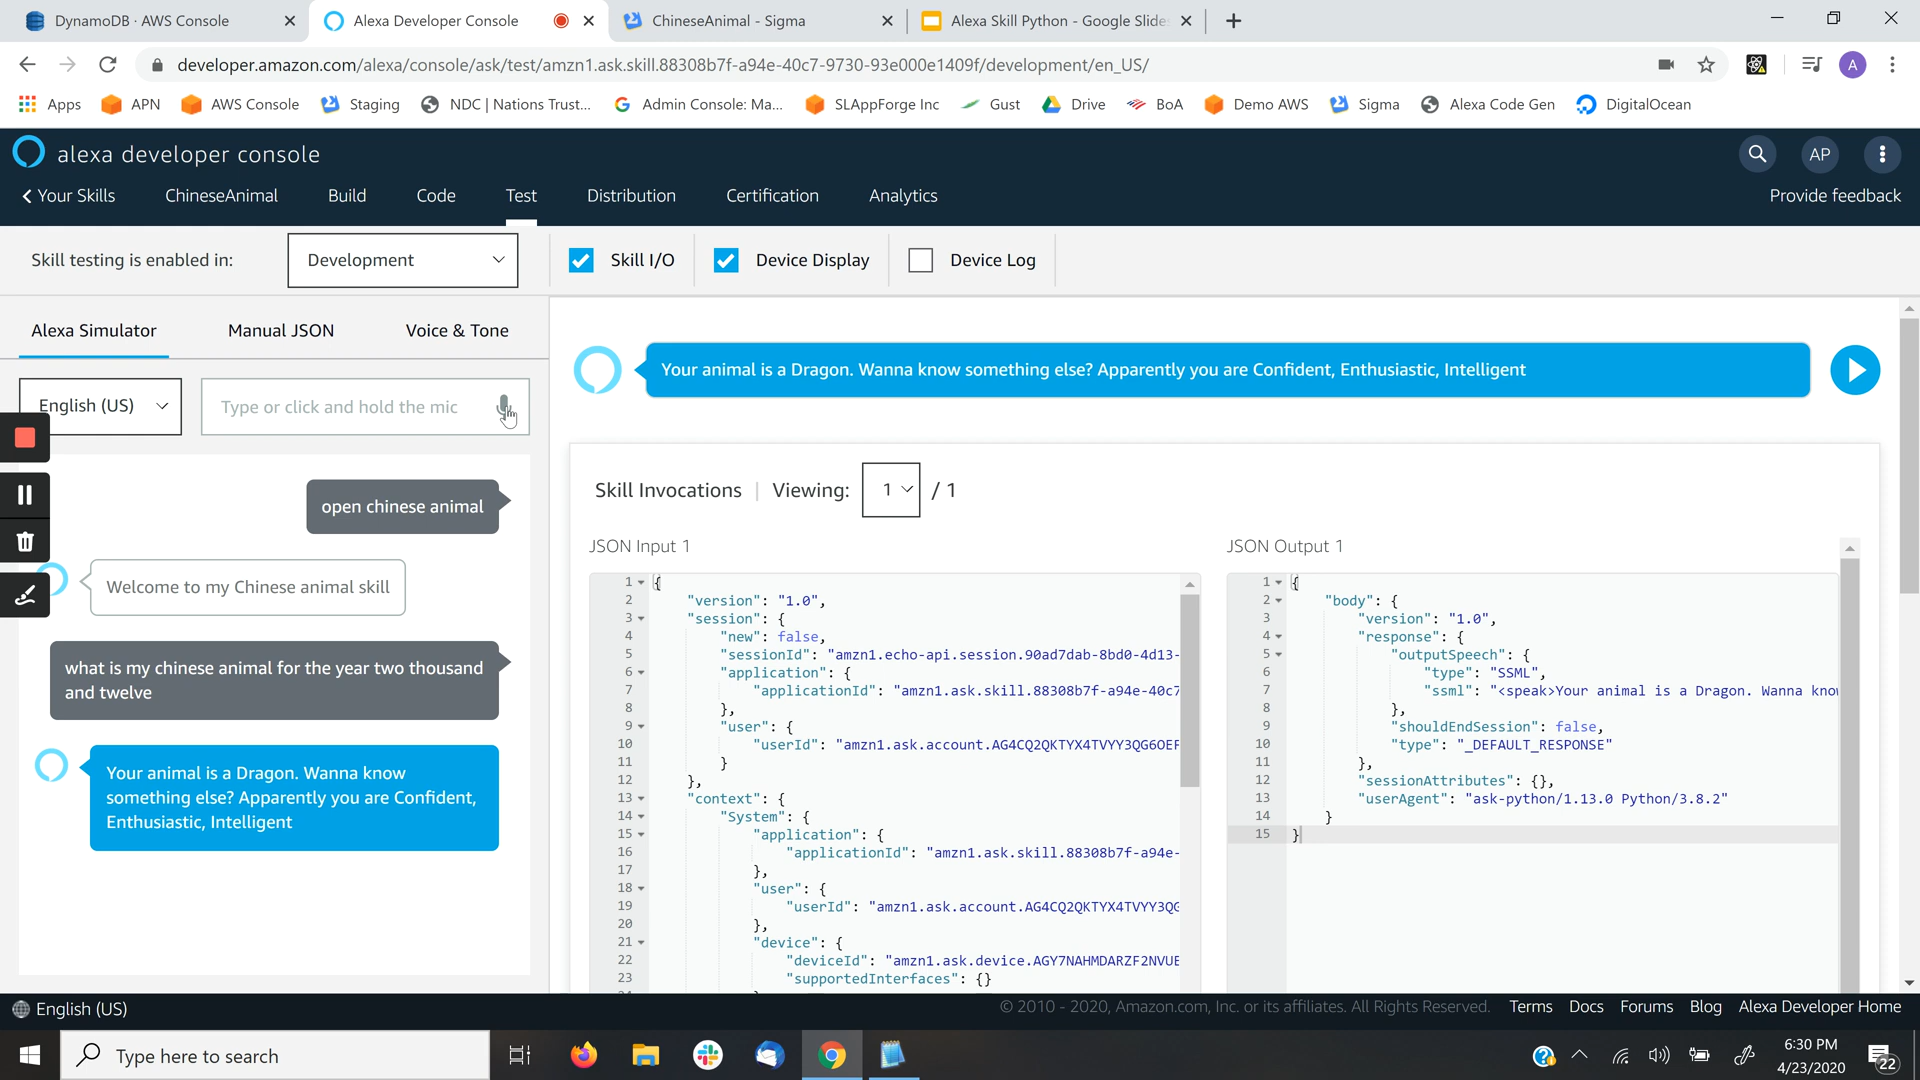 DynamoDB · AWS Console
Alexa Developer Console
ChineseAnimal - Sigma
Alexa Skill Python - Google Slides
developer.amazon.com/alexa/console/ask/test/amzn1.ask.skill.88308b7f-a94e-40c7-9730-93e000e1409f/development/en_US/
A
Apps APN AWS Console Staging NDC | Nations Trust... Admin Console: Ma... SLAppForge Inc Gust Drive BoA Demo AWS Sigma Alexa Code Gen DigitalOcean
alexa developer console
AP
Your Skills ChineseAnimal Build Code Test Distribution Certification Analytics Provide feedback
Skill testing is enabled in: Development Skill I/O Device Display Device Log
Alexa Simulator Manual JSON Voice & Tone
English (US) Type or click and hold the mic
open chinese animal
Welcome to my Chinese animal skill
what is my chinese animal for the year two thousand
and twelve
Your animal is a Dragon. Wanna know
something else? Apparently you are Confident,
Enthusiastic, Intelligent
Your animal is a Dragon. Wanna know something else? Apparently you are Confident, Enthusiastic, Intelligent
Skill Invocations | Viewing: 1 / 1
JSON Input 1
1 {
2 "version": "1.0",
3 "session": {
4 "new": false,
5 "sessionId": "amzn1.echo-api.session.90ad7dab-8bd0-4d13-
6 "application": {
7 "applicationId": "amzn1.ask.skill.88308b7f-a94e-40c7
8 },
9 "user": {
10 "userId": "amzn1.ask.account.AG4CQ2QKTYX4TVYY3QG6OEF
11 }
12 },
13 "context": {
14 "System": {
15 "application": {
16 "applicationId": "amzn1.ask.skill.88308b7f-a94e-
17 },
18 "user": {
19 "userId": "amzn1.ask.account.AG4CQ2QKTYX4TVYY3QG
20 },
21 "device": {
22 "deviceId": "amzn1.ask.device.AGY7NAHMDARZF2NVUE
23 "supportedInterfaces": {}
JSON Output 1
1 {
2 "body": {
3 "version": "1.0",
4 "response": {
5 "outputSpeech": {
6 "type": "SSML",
7 "ssml": "<speak>Your animal is a Dragon. Wanna know
8 },
9 "shouldEndSession": false,
10 "type": "_DEFAULT_RESPONSE"
11 },
12 "sessionAttributes": {},
13 "userAgent": "ask-python/1.13.0 Python/3.8.2"
14 }
15 }
English (US)
© 2010 - 2020, Amazon.com, Inc. or its affiliates. All Rights Reserved. Terms Docs Forums Blog Alexa Developer Home
Type here to search
6:30 PM
4/23/2020
22